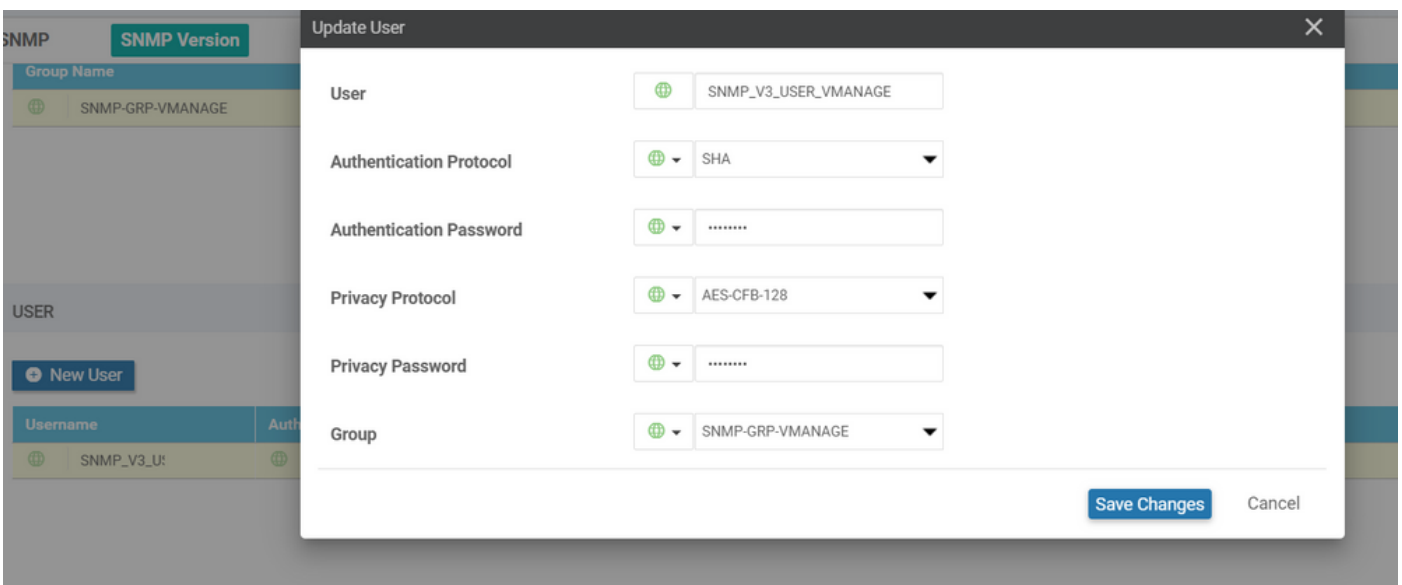 SNMP SNMP Version
Update User
Group Name
SNMP-GRP-VMANAGE
User SNMP_V3_USER_VMANAGE
Authentication Protocol SHA
Authentication Password ••••••••
Privacy Protocol AES-CFB-128
Privacy Password ••••••••
Group SNMP-GRP-VMANAGE
Save Changes Cancel
USER
New User
Username Auth
SNMP_V3_U